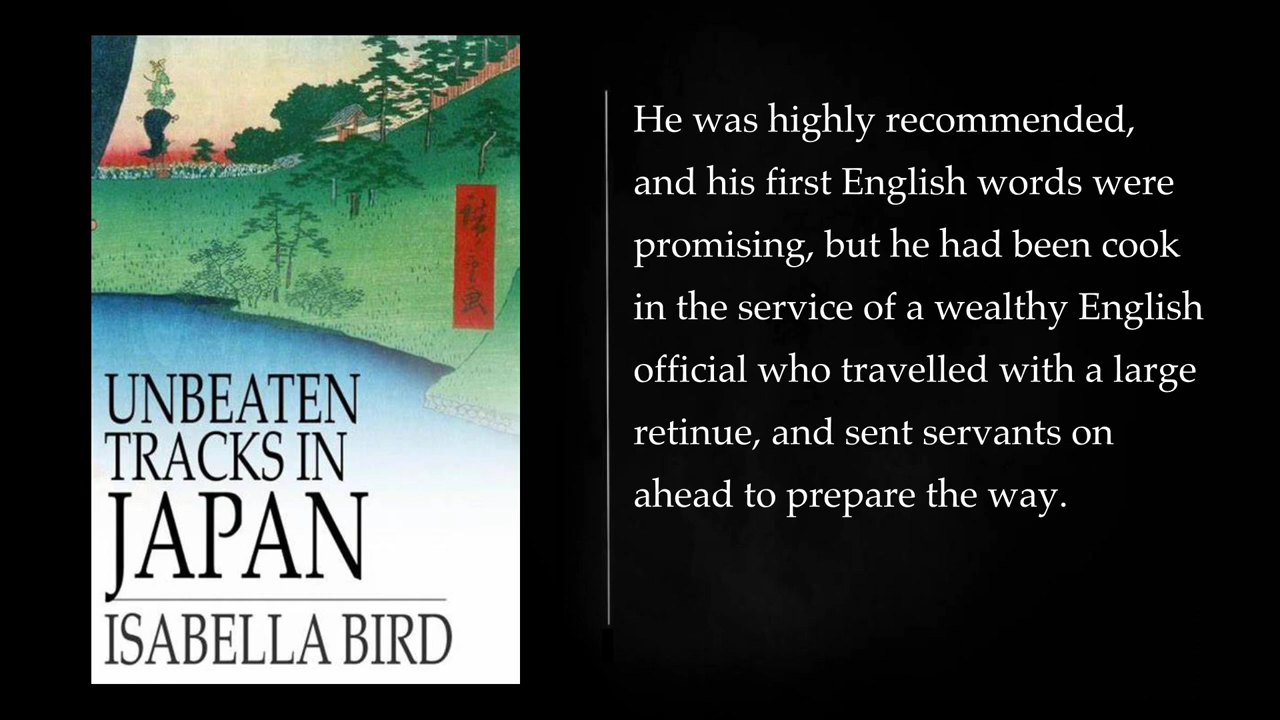 UNBEATEN
TRACKS IN
JAPAN
ISABELLA BIRD
He was highly recommended,
and his first English words were
promising, but he had been cook
in the service of a wealthy English
official who travelled with a large
retinue, and sent servants on
ahead to prepare the way.